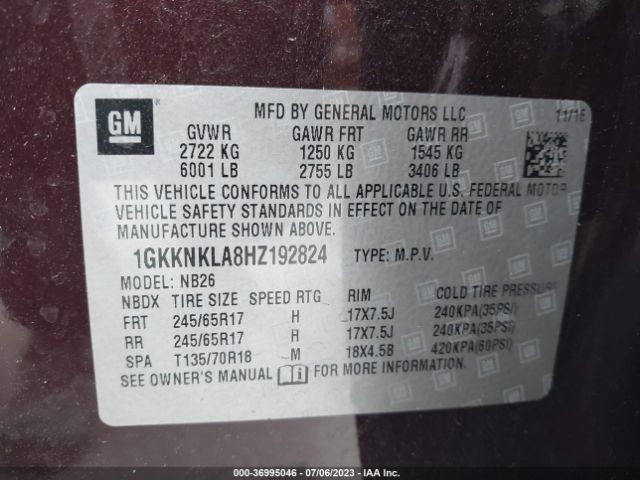 GM
MFD BY GENERAL MOTORS LLC 11/16
GVWR GAWR FRT GAWR RR
2722 KG 1250 KG 1545 KG
6001 LB 2755 LB 3406 LB
THIS VEHICLE CONFORMS TO ALL APPLICABLE U.S. FEDERAL MOTOR
VEHICLE SAFETY STANDARDS IN EFFECT ON THE DATE OF
MANUFACTURE SHOWN ABOVE.
1GKKNKLA8HZ192824 TYPE: M.P.V.
MODEL: NB26
NBDX TIRE SIZE SPEED RTG RIM COLD TIRE PRESSURE
FRT 245/65R17 H 17X7.5J 240KPA(35PSI)
RR 245/65R17 H 17X7.5J 240KPA(35PSI)
SPA T135/70R18 M 18X4.5B 420KPA(60PSI)
SEE OWNER'S MANUAL i FOR MORE INFORMATION.
000-36995046 - 07/06/2023 - IAA Inc.